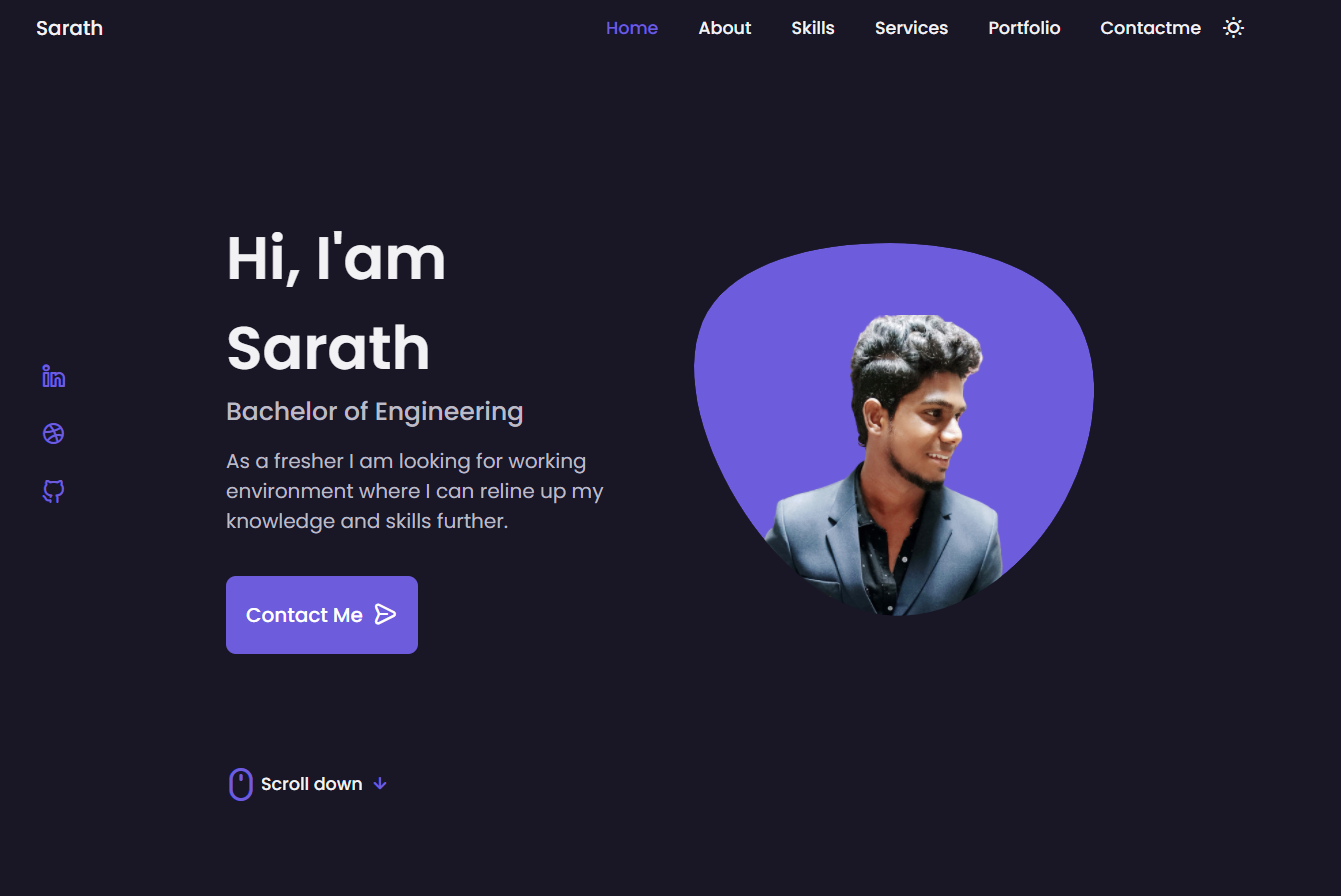 Sarath
Home About Skills Services Portfolio Contactme
Hi, I'am
Sarath
Bachelor of Engineering
As a fresher I am looking for working
environment where I can reline up my
knowledge and skills further.
Contact Me
Scroll down